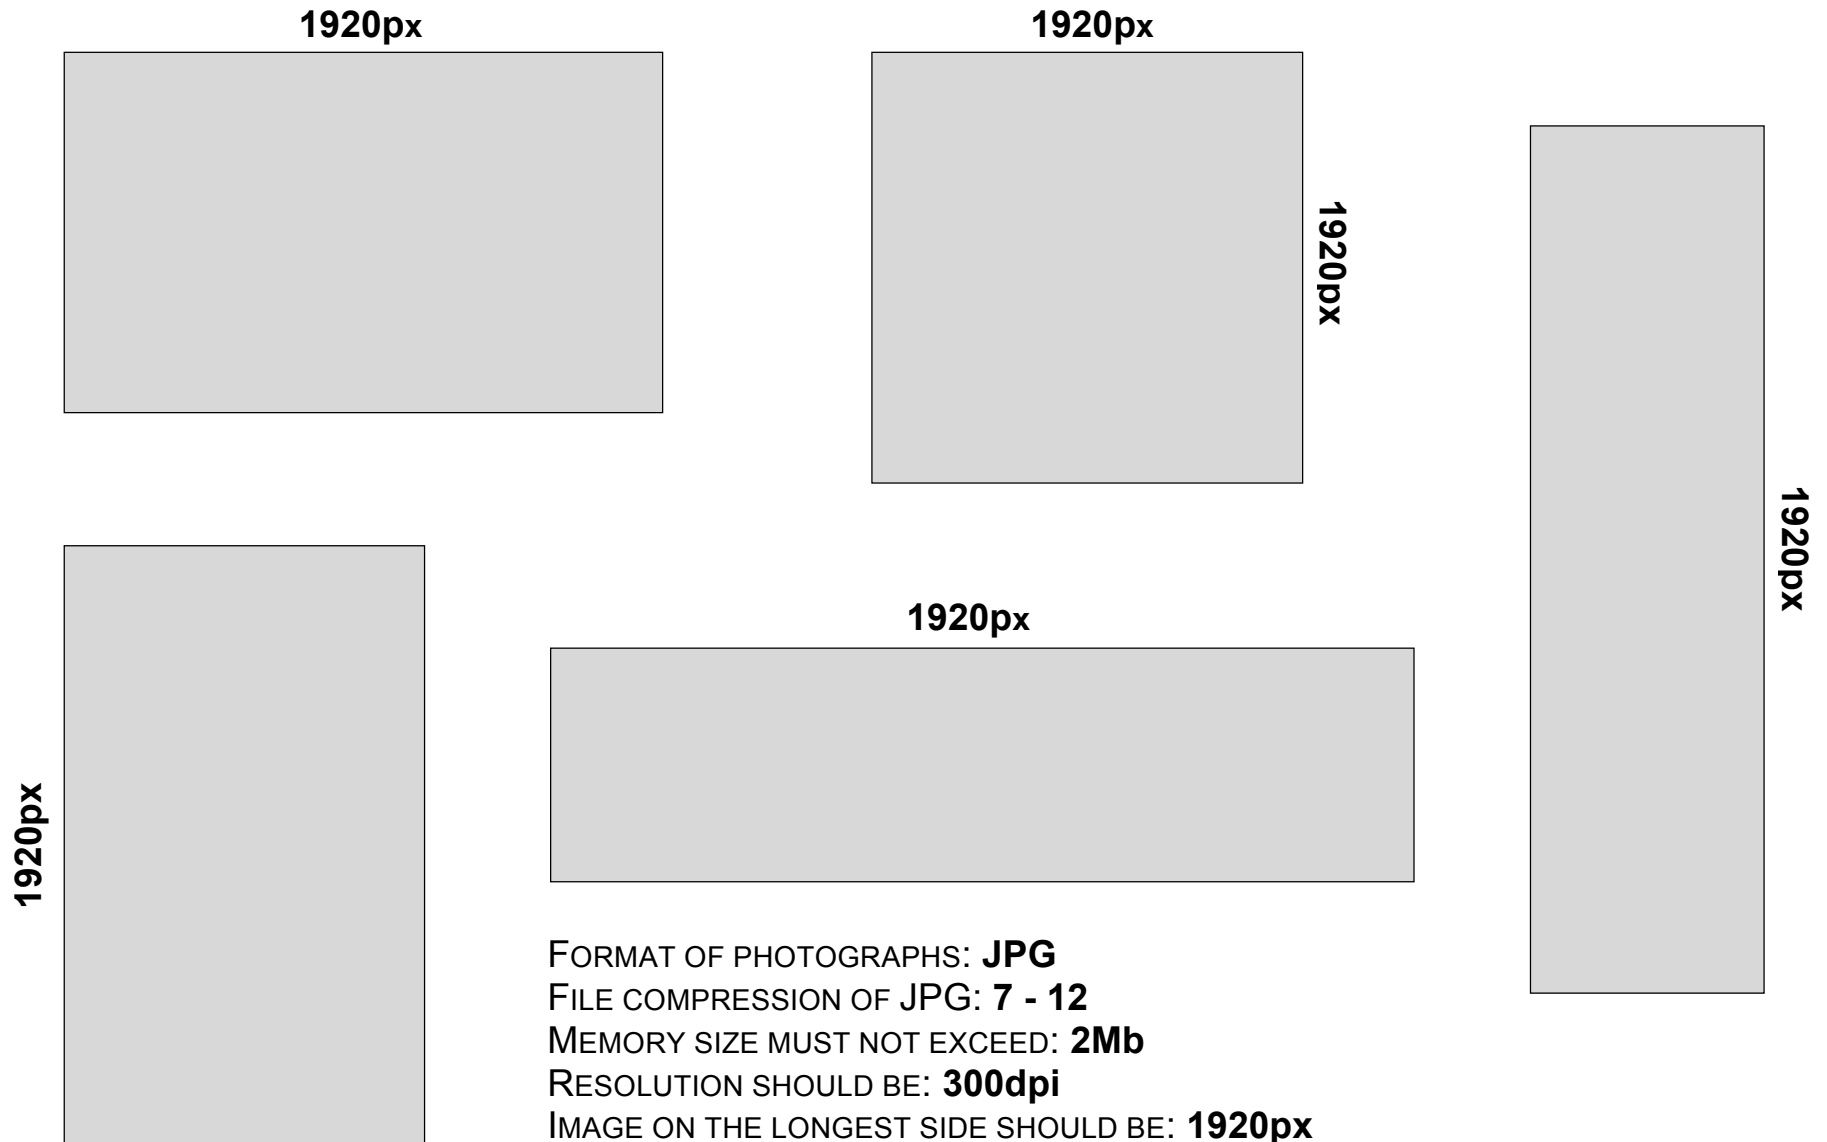 1920px
1920px
1920px
1920px
1920px
1920px
FORMAT OF PHOTOGRAPHS: JPG
FILE COMPRESSION OF JPG: 7 - 12
MEMORY SIZE MUST NOT EXCEED: 2Mb
RESOLUTION SHOULD BE: 300dpi
IMAGE ON THE LONGEST SIDE SHOULD BE: 1920px